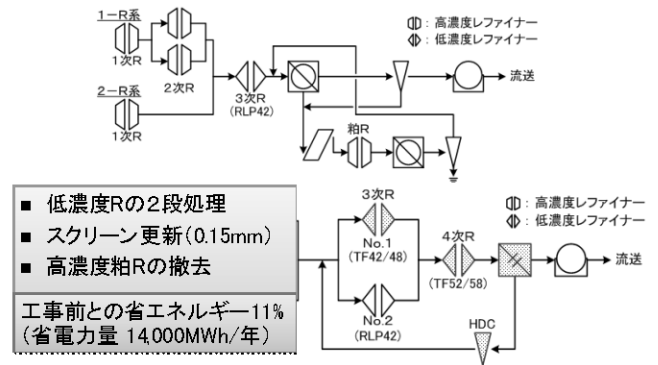 1-R系
1次R
2次R
2-R系
1次R
3次R
(RLP42)
粕R
流送
: 高濃度レファイナー
: 低濃度レファイナー
■ 低濃度Rの2段処理
■ スクリーン更新(0.15mm)
■ 高濃度粕Rの撤去
工事前との省エネルギー11%
(省電力量 14,000MWh/年)
3次R
No.1
(TF42/48)
No.2
(RLP42)
4次R
(TF52/58)
HDC
流送
: 高濃度レファイナー
: 低濃度レファイナー